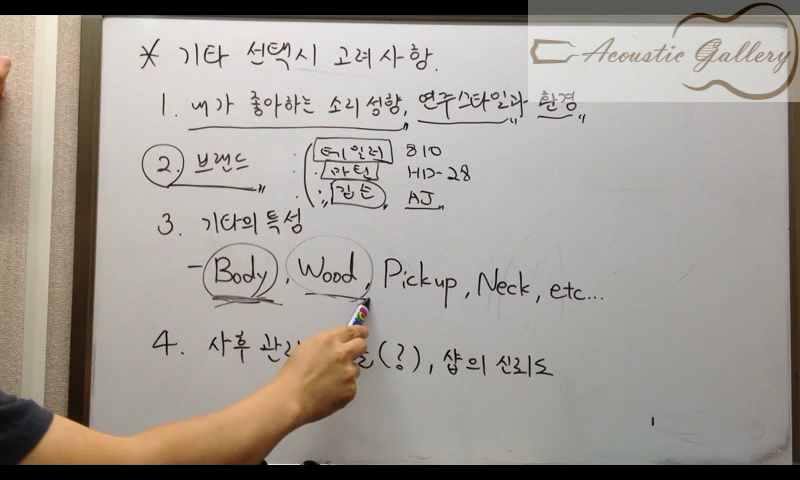 Acoustic Gallery
* 기타 선택시 고려사항.
1. 내가 좋아하는 소리성향, 연주스타일과 환경
2. 브랜드 : 테일러 810
: 마틴 HD-28
: 깁슨 AJ
3. 기타의 특성
- Body, Wood, Pickup, Neck, etc...
4. 사후 관리 (?), 샵의 신뢰도